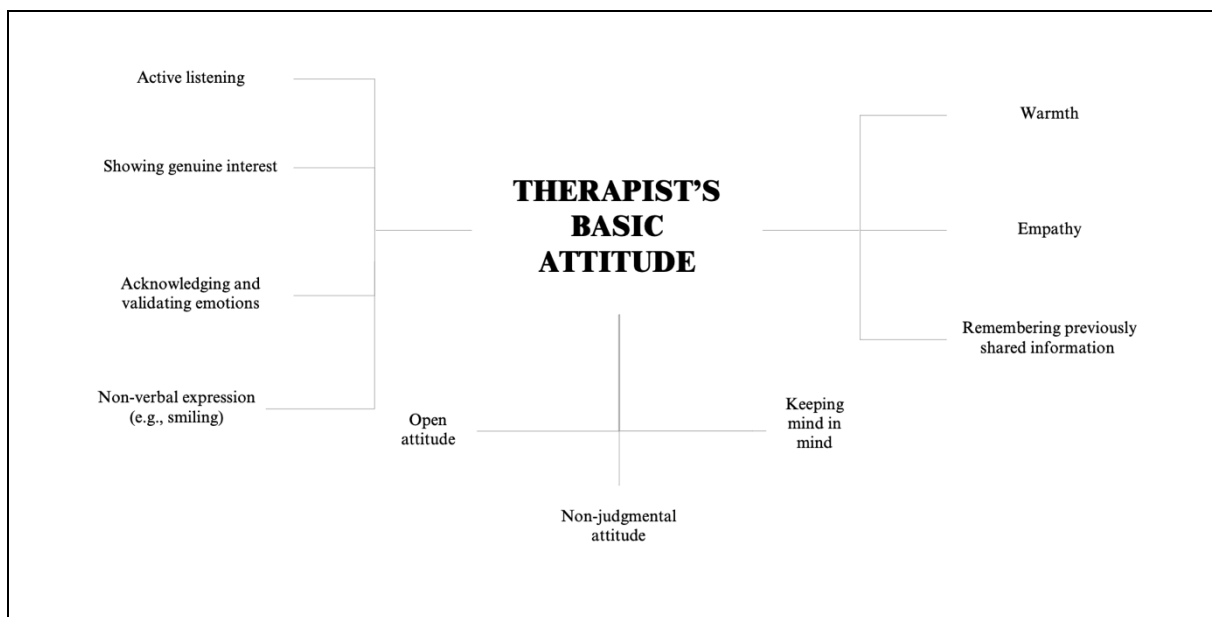 Active listening
Showing genuine interest
Acknowledging and
validating emotions
Non-verbal expression
(e.g., smiling)
THERAPIST’S
BASIC
ATTITUDE
Warmth
Empathy
Remembering previously
shared information
Open
attitude
Keeping
mind in
mind
Non-judgmental
attitude